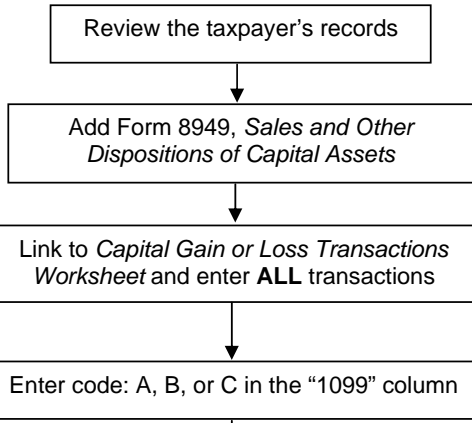 Review the taxpayer’s records
Add Form 8949, Sales and Other
Dispositions of Capital Assets
Link to Capital Gain or Loss Transactions
Worksheet and enter ALL transactions
Enter code: A, B, or C in the “1099” column